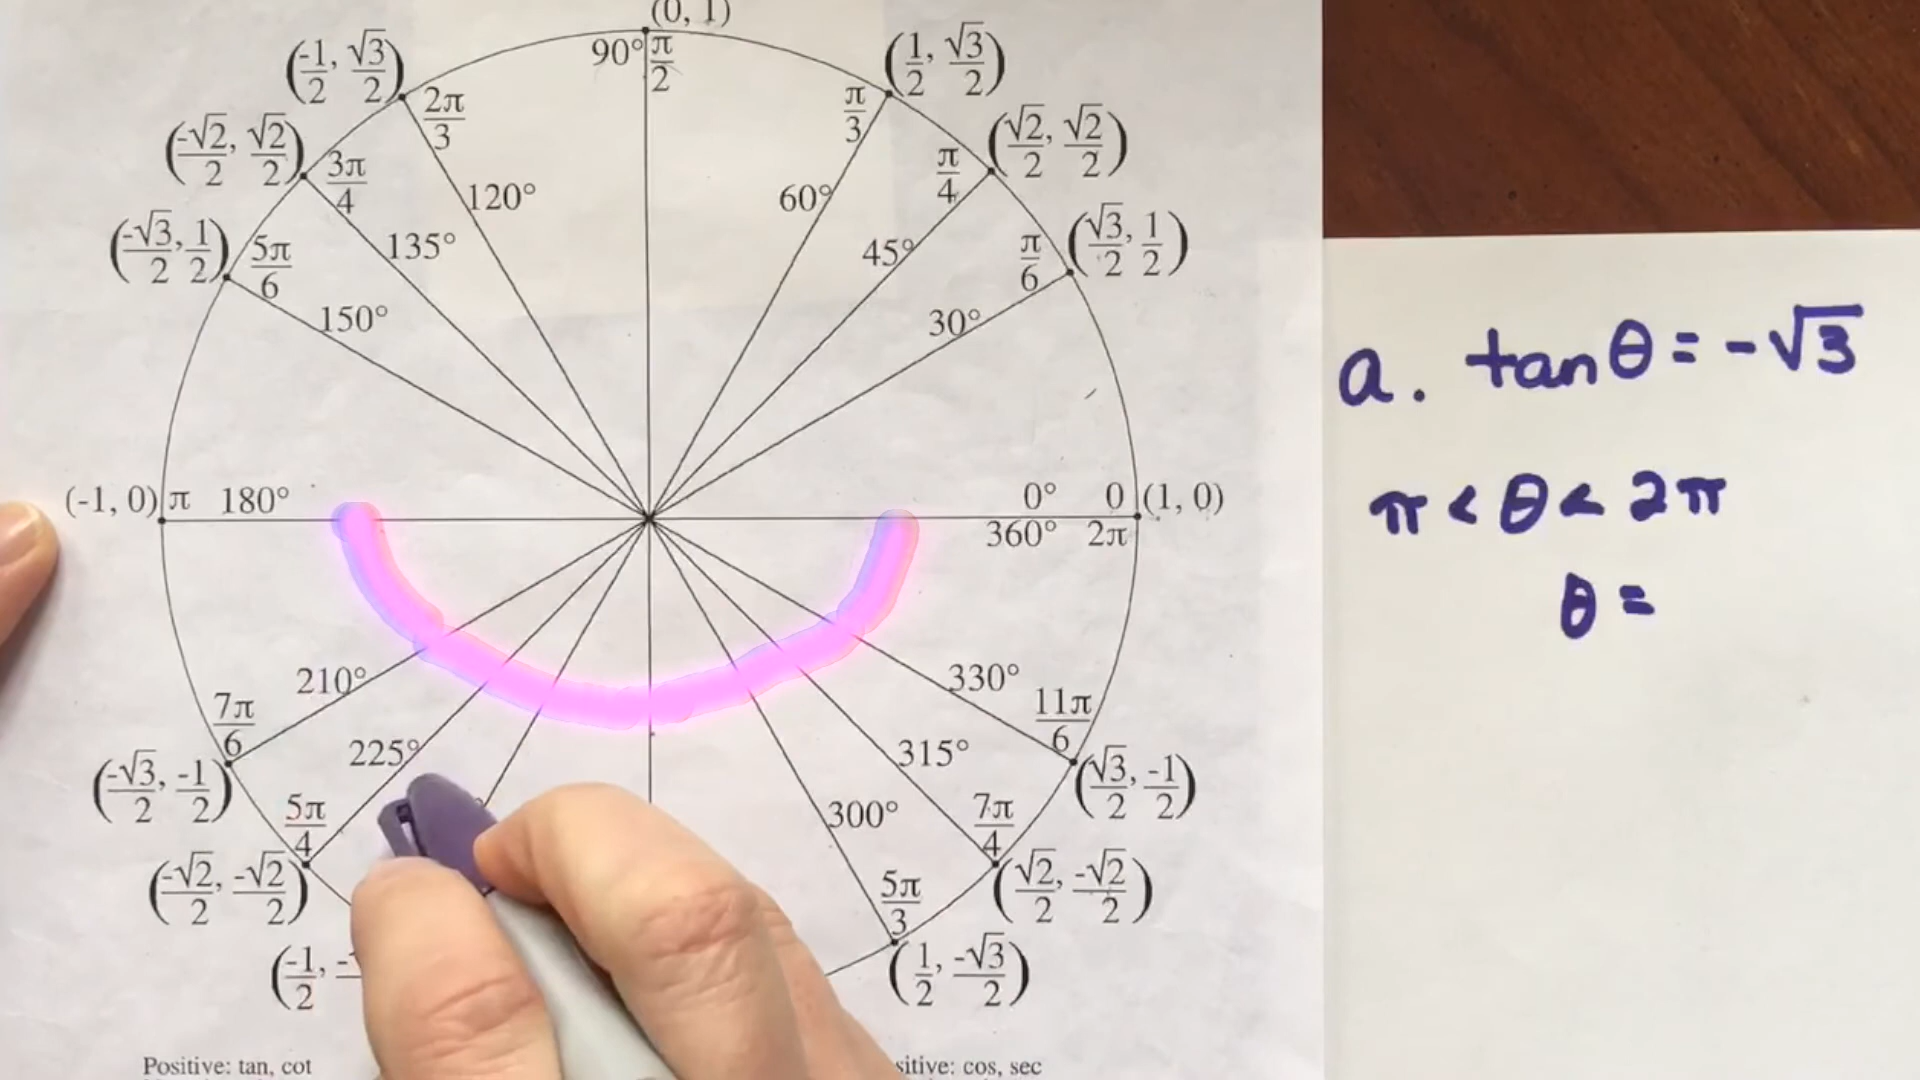 (0, 1)
90° π/2
(-1/2, √3/2)
2π/3
120°
(1/2, √3/2)
π/3
60°
(-√2/2, √2/2)
3π/4
135°
(√2/2, √2/2)
π/4
45°
(-√3/2, 1/2)
5π/6
150°
(√3/2, 1/2)
π/6
30°
(-1, 0) π 180°
0° 0 (1, 0)
360° 2π
210°
7π/6
(-√3/2, -1/2)
225°
5π/4
(-√2/2, -√2/2)
330°
11π/6
(√3/2, -1/2)
315°
7π/4
(√2/2, -√2/2)
300°
5π/3
(1/2, -√3/2)
(-1/2, -
Positive: tan, cot
sitive: cos, sec
a. tan θ = -√3
π < θ < 2π
θ =